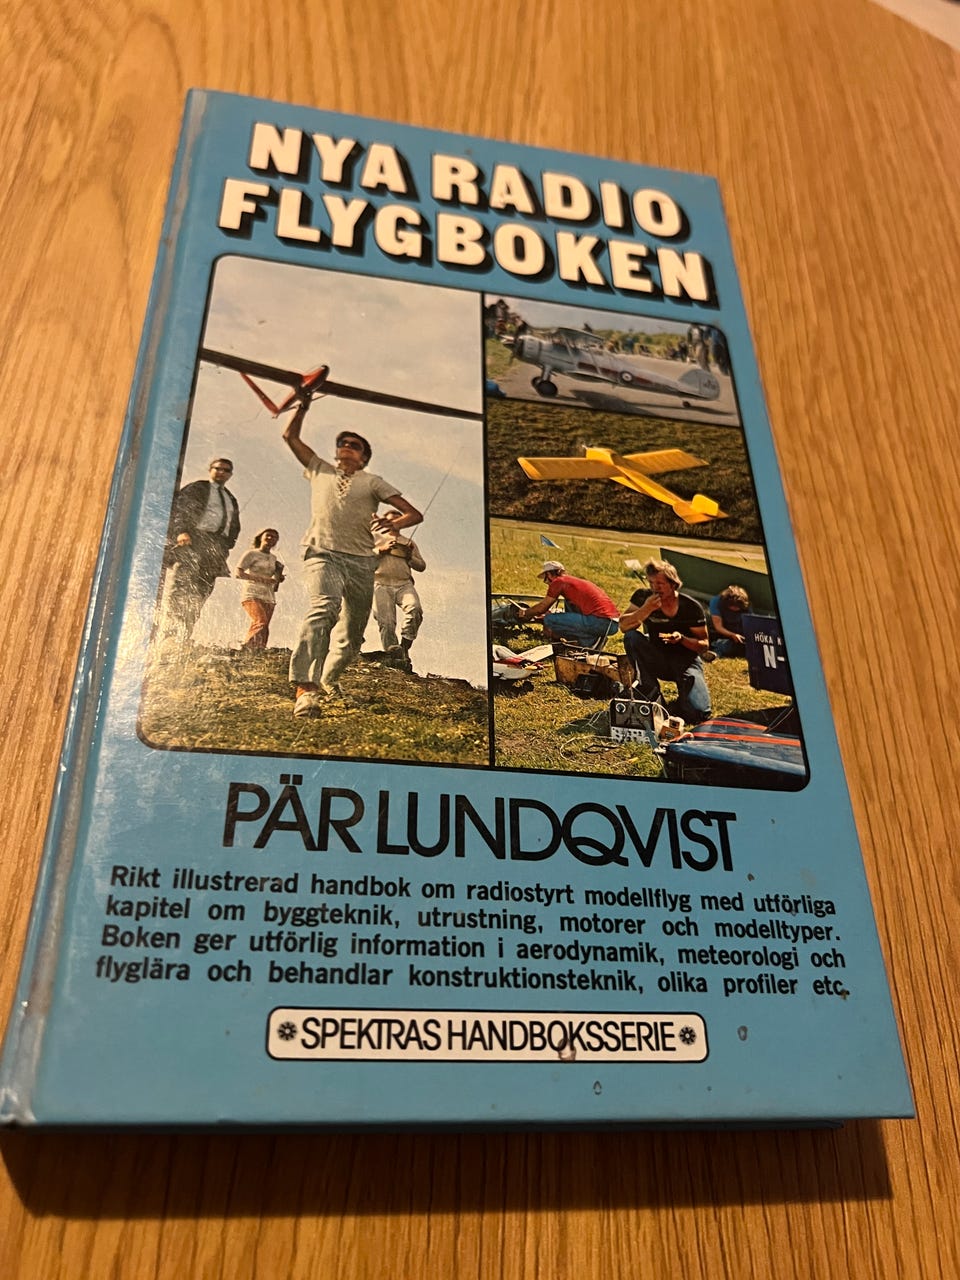 NYA RADIO
FLYGBOKEN
HÖKA
N-
PÄR LUNDQVIST
Rikt illustrerad handbok om radiostyrt modellflyg med utförliga
kapitel om byggteknik, utrustning, motorer och modelltyper.
Boken ger utförlig information i aerodynamik, meteorologi och
flyglära och behandlar konstruktionsteknik, olika profiler etc.
SPEKTRAS HANDBOKSSERIE